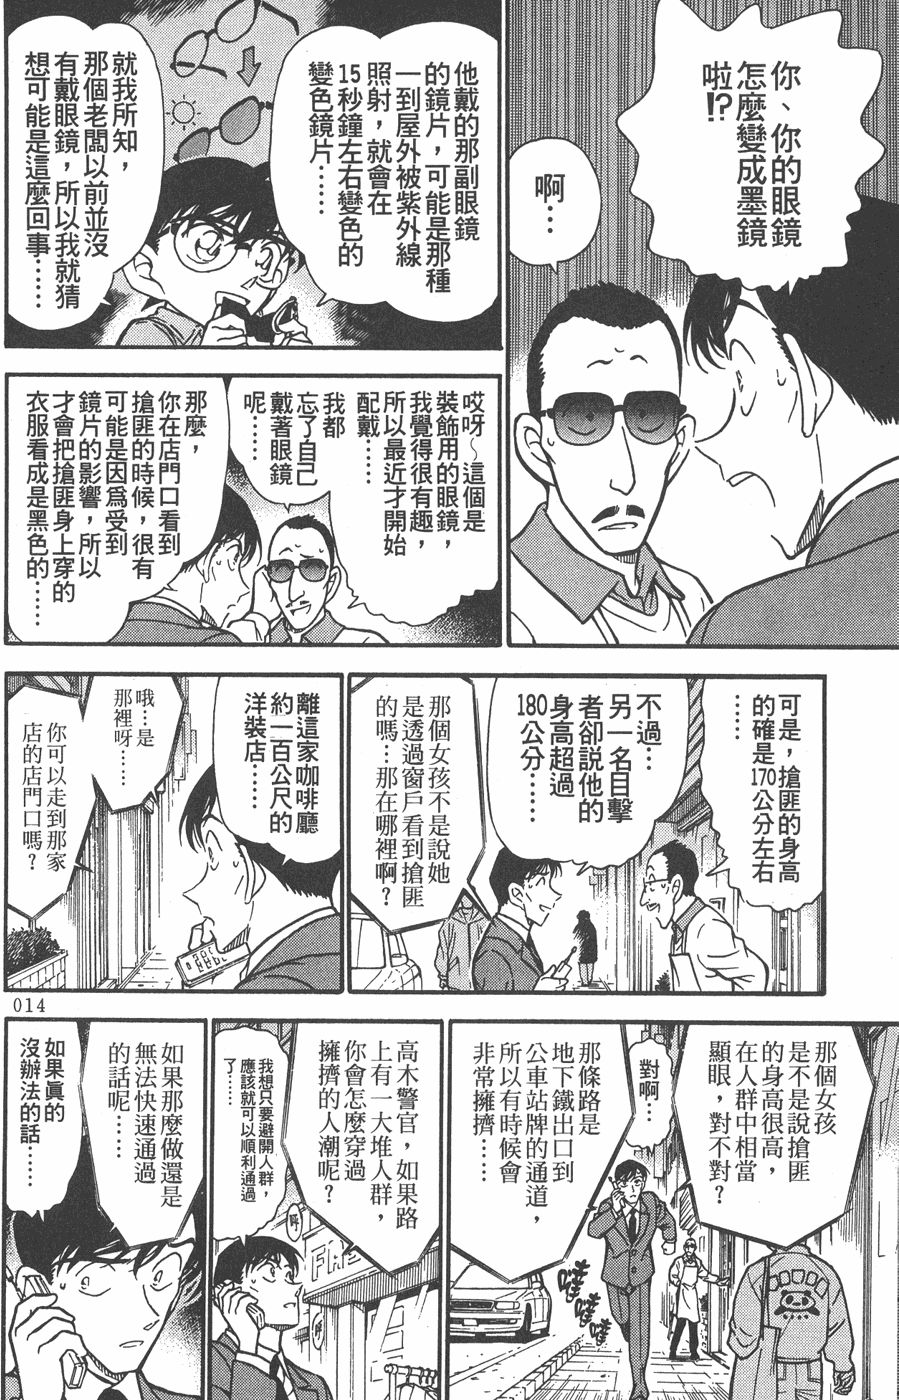 你、你的眼鏡
怎麼變成墨鏡
啦!?
啊…
他戴的那副眼鏡
的鏡片，可能是那種
一到屋外被紫外線
照射，就會在
15秒鐘左右變色的
變色鏡片……
就我所知，
那個老闆以前並沒
有戴眼鏡，所以我就猜
想可能是這麼回事……
哎呀～這個是
裝飾用的眼鏡，
我覺得很有趣，
所以最近才開始
配戴……
我都
忘了自己
戴著眼鏡
呢……
那麼，
你在店門口看到
搶匪的時候，很有
可能是因為受到
鏡片的影響，所以
才會把搶匪身上穿的
衣服看成是黑色的……
可是，搶匪的身高
的確是170公分左右
……
不過…
另一名目擊
者卻說他的
身高超過
180公分…
那個女孩不是說她
是透過窗戶看到搶匪
的嗎…那在哪裡啊？
離這家咖啡廳
約一百公尺的
洋裝店……
哦…是
那裡呀……
你可以走到那家
店的店門口嗎？
014
那個女孩
是不是說搶匪
的身高很高，
在人群中相當
顯眼，對不對？
對啊…
那條路是
地下鐵出口到
公車站牌的通道，
所以有時候會
非常擁擠…
噠
噠
噠
高木警官，如果路
上有一大堆人群，
你會怎麼穿過
擁擠的人潮呢？
我想只要避開人群，
應該就可以順利通過
了……
如果那麼做還是
無法快速通過
的話呢……
如果真的
沒辦法的話
……